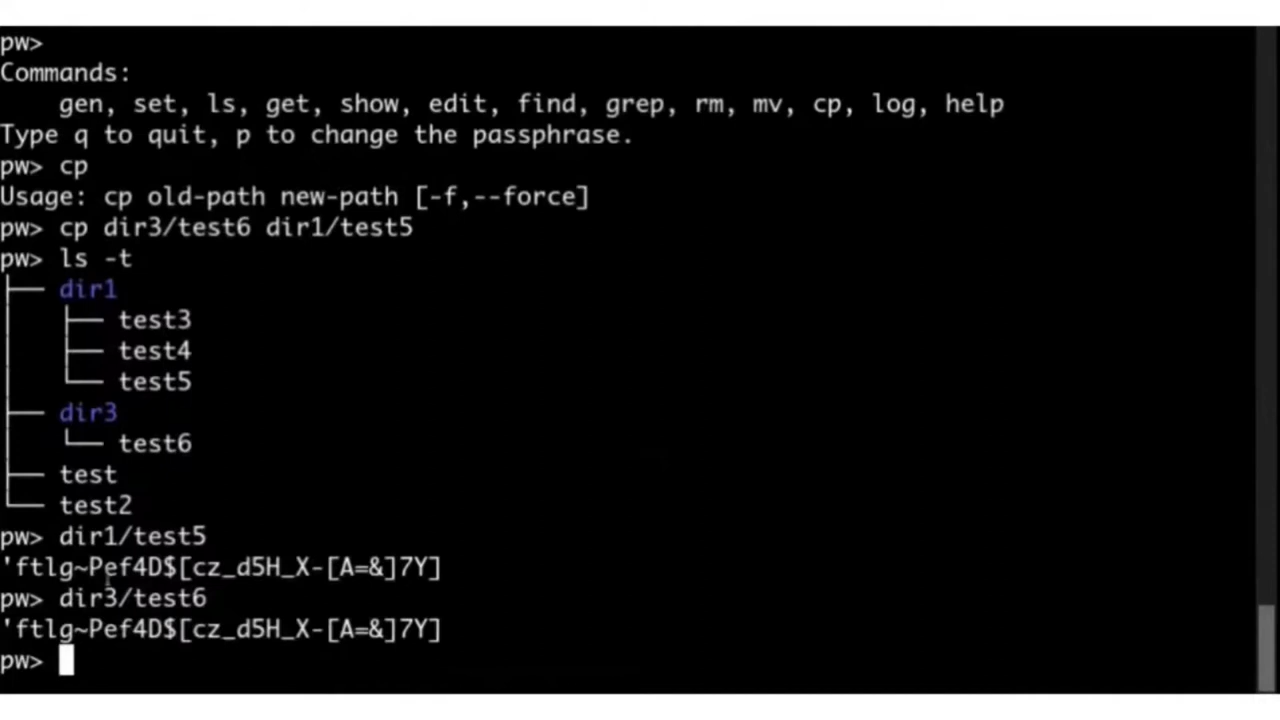 pw>
Commands:
    gen, set, ls, get, show, edit, find, grep, rm, mv, cp, log, help
Type q to quit, p to change the passphrase.
pw> cp
Usage: cp old-path new-path [-f,--force]
pw> cp dir3/test6 dir1/test5
pw> ls -t
├── dir1
│   ├── test3
│   ├── test4
│   └── test5
├── dir3
│   └── test6
├── test
└── test2
pw> dir1/test5
'ftlg~Pef4D$[cz_d5H_X-[A=&]7Y]
pw> dir3/test6
'ftlg~Pef4D$[cz_d5H_X-[A=&]7Y]
pw>